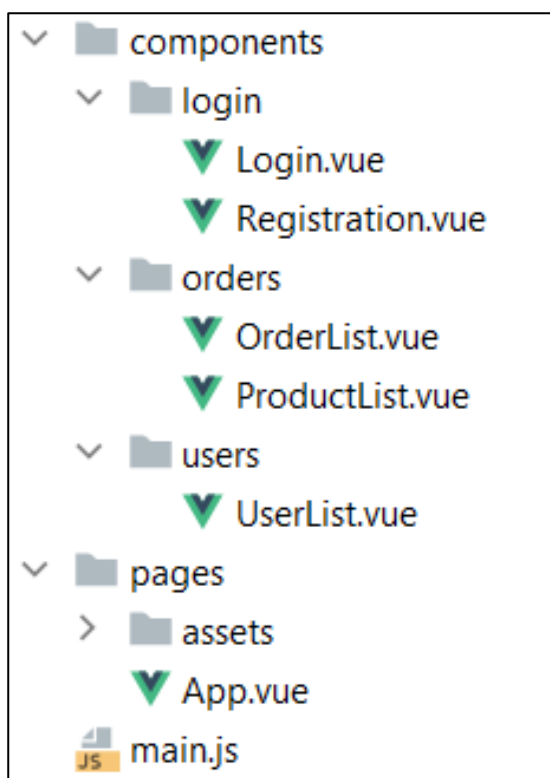 components
login
Login.vue
Registration.vue
orders
OrderList.vue
ProductList.vue
users
UserList.vue
pages
assets
App.vue
JS main.js